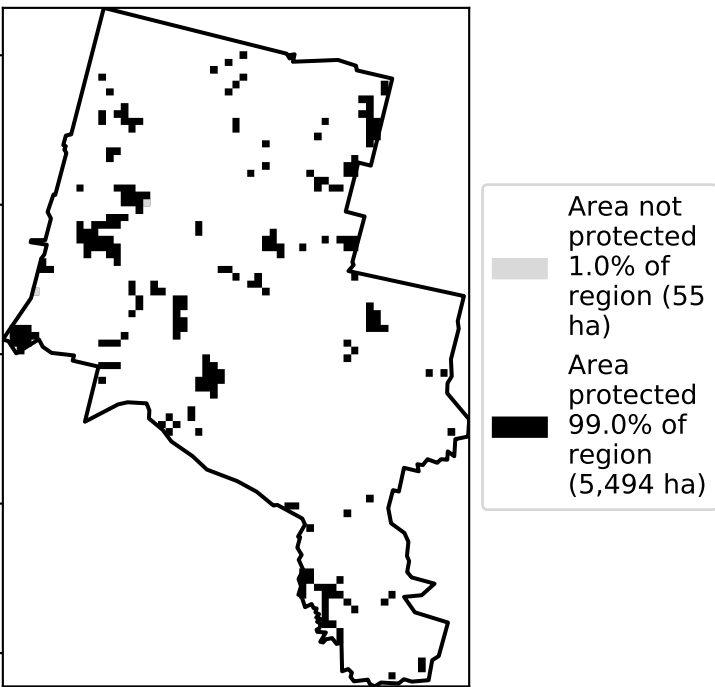 Area not
protected
1.0% of
region (55
ha)
Area
protected
99.0% of
region
(5,494 ha)